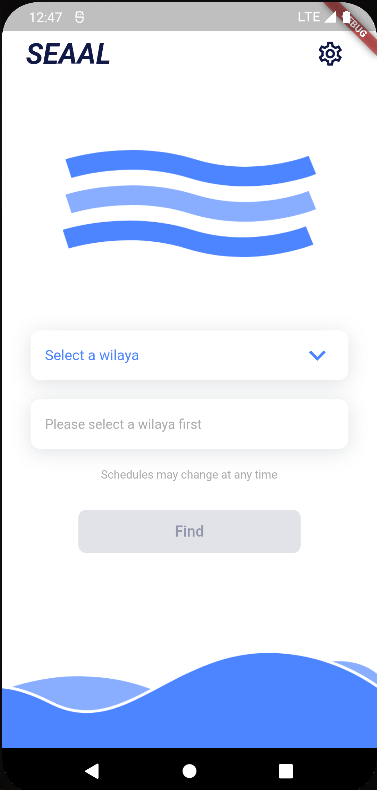 12:47
LTE
DEBUG
SEAAL
Select a wilaya
Please select a wilaya first
Schedules may change at any time
Find